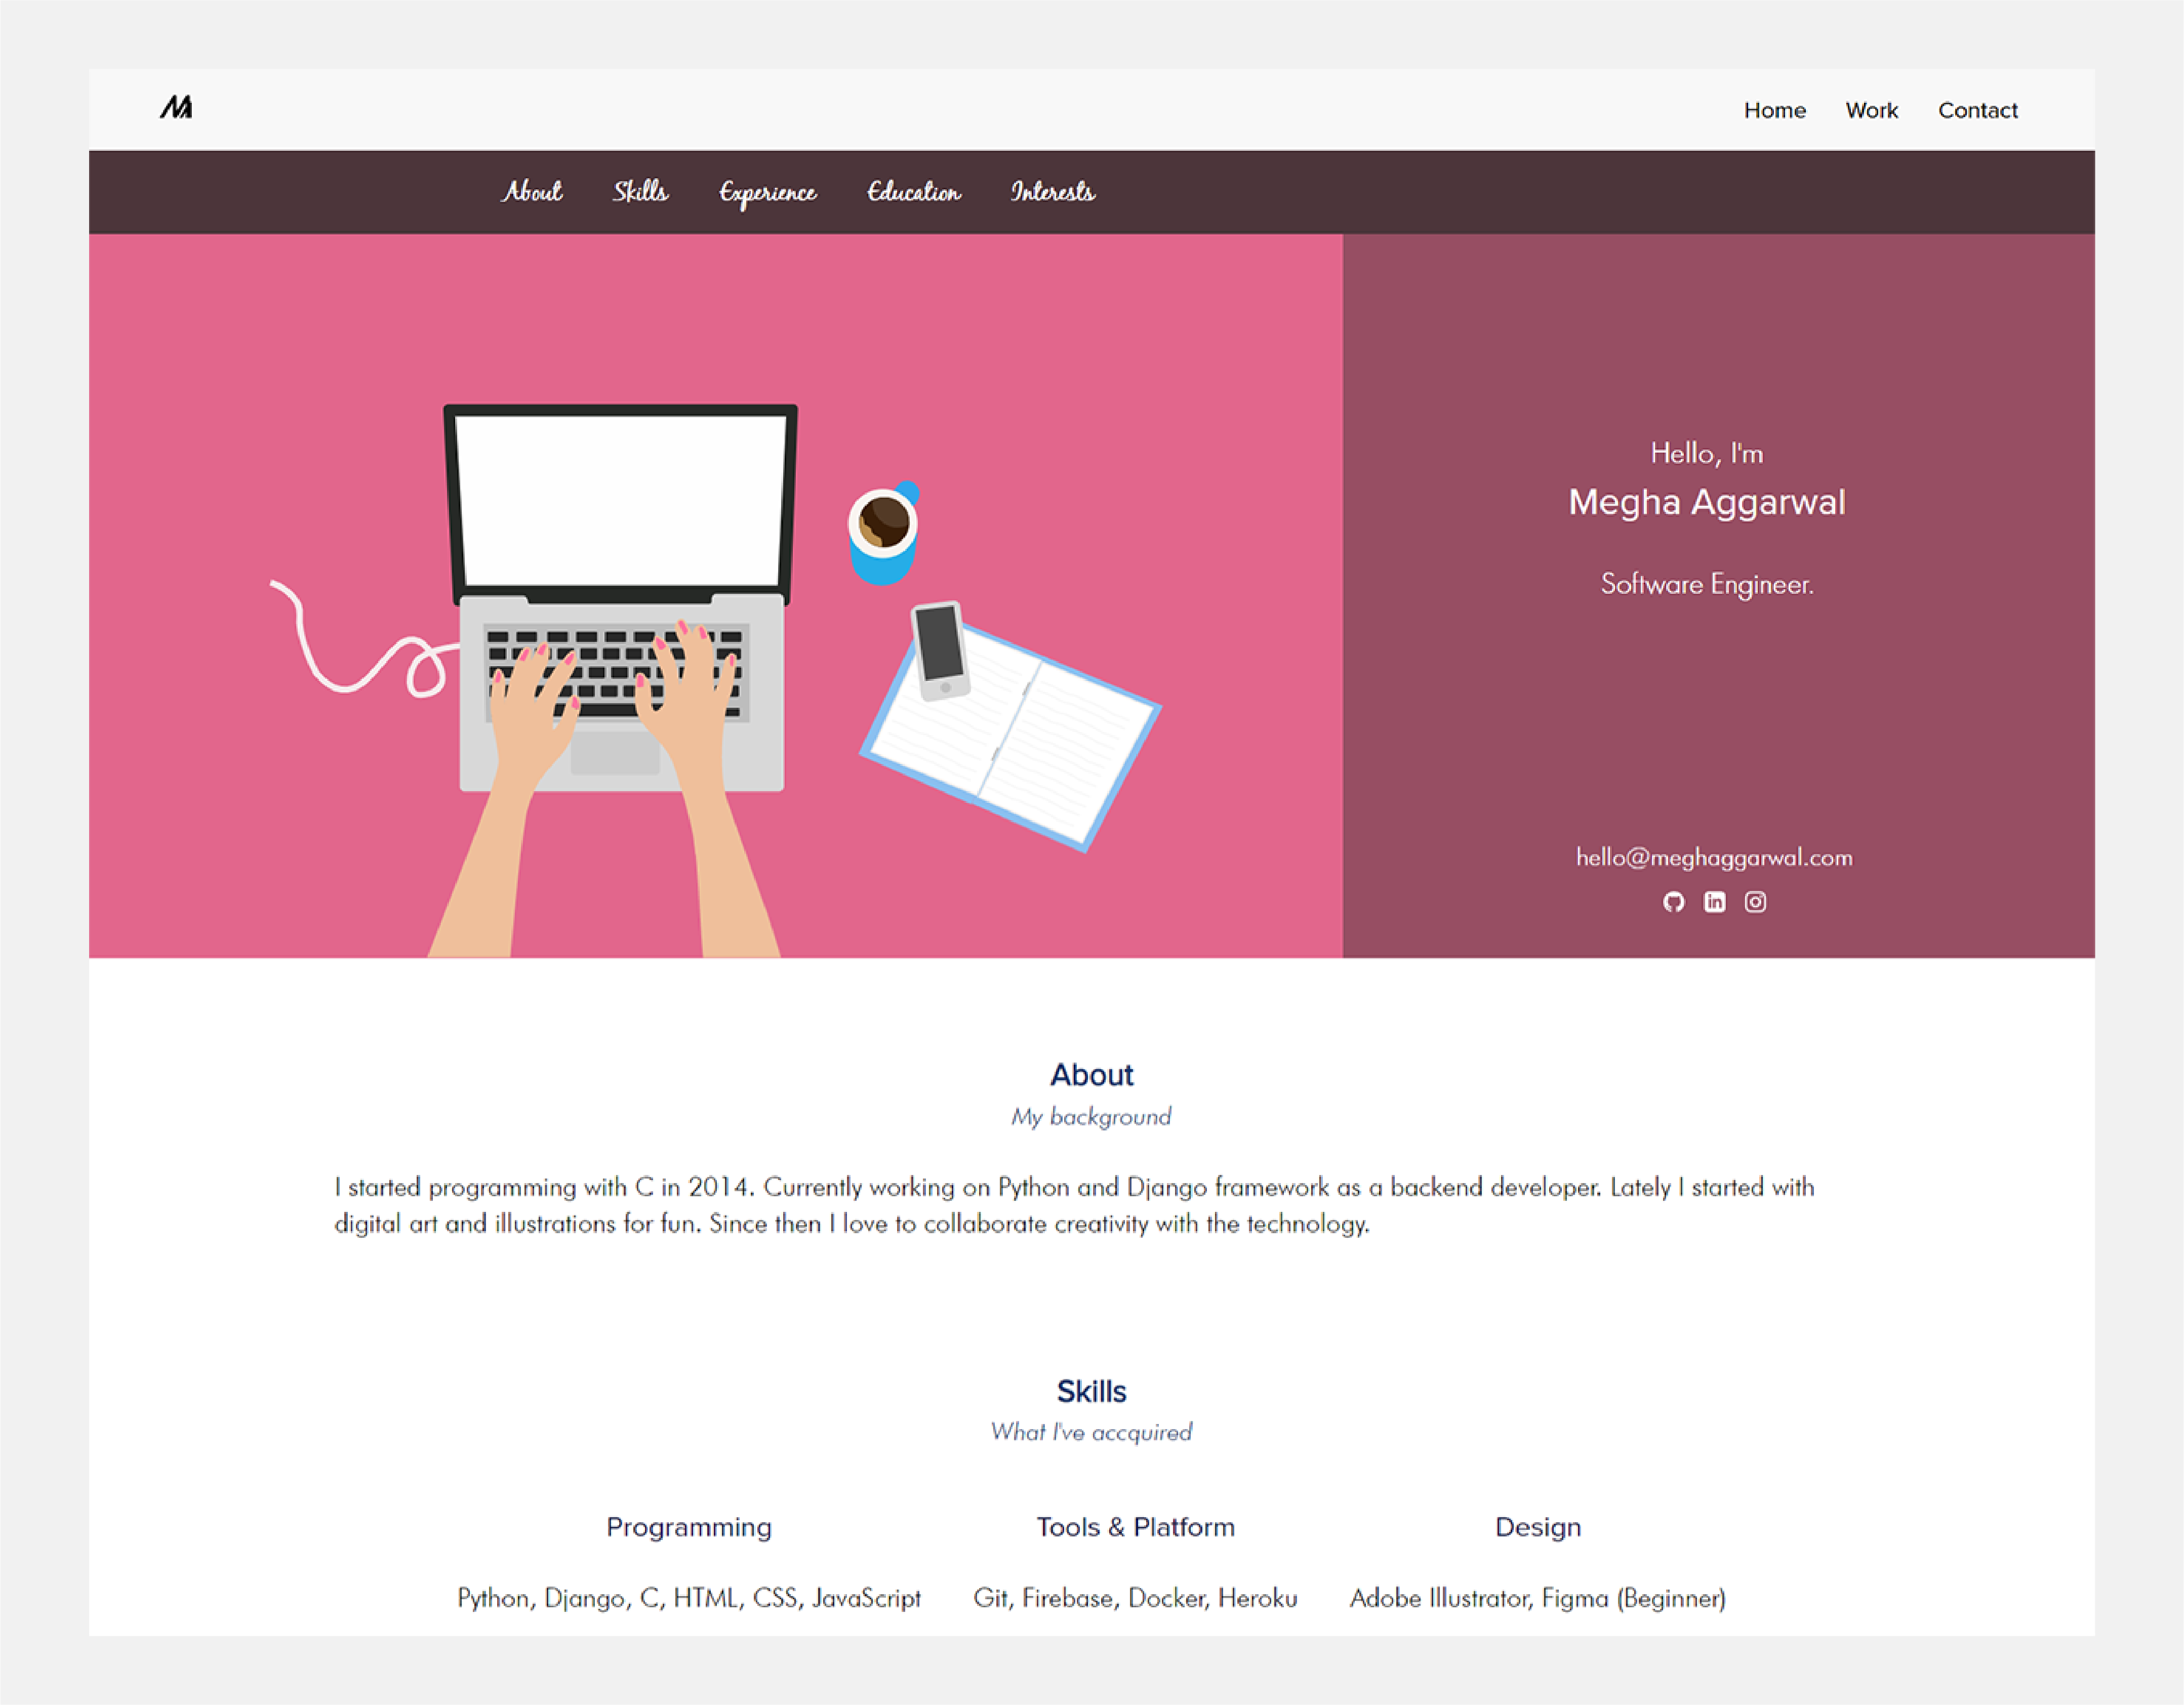 MA
Home Work Contact
About Skills Experience Education Interests
Hello, I'm
Megha Aggarwal
Software Engineer.
hello@meghaggarwal.com
in
About
My background
I started programming with C in 2014. Currently working on Python and Django framework as a backend developer. Lately I started with
digital art and illustrations for fun. Since then I love to collaborate creativity with the technology.
Skills
What I've accquired
Programming Tools & Platform Design
Python, Django, C, HTML, CSS, JavaScript Git, Firebase, Docker, Heroku Adobe Illustrator, Figma (Beginner)